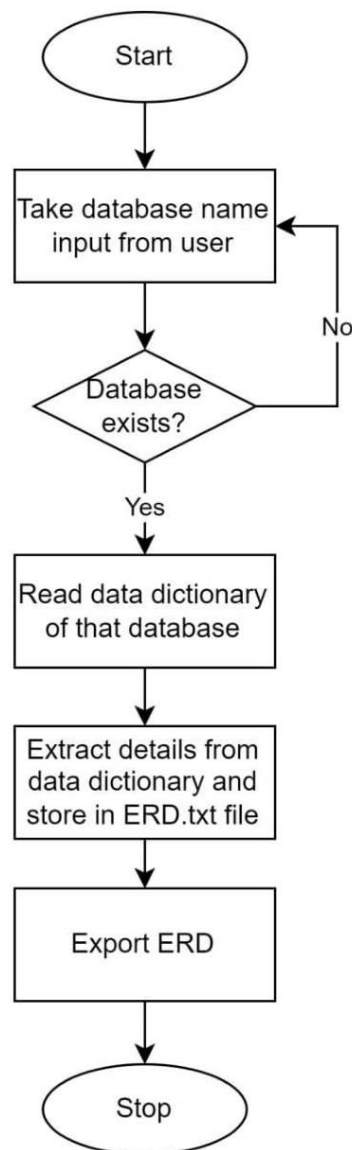 Start
Take database name
input from user
No
Database
exists?
Yes
Read data dictionary
of that database
Extract details from
data dictionary and
store in ERD.txt file
Export ERD
Stop